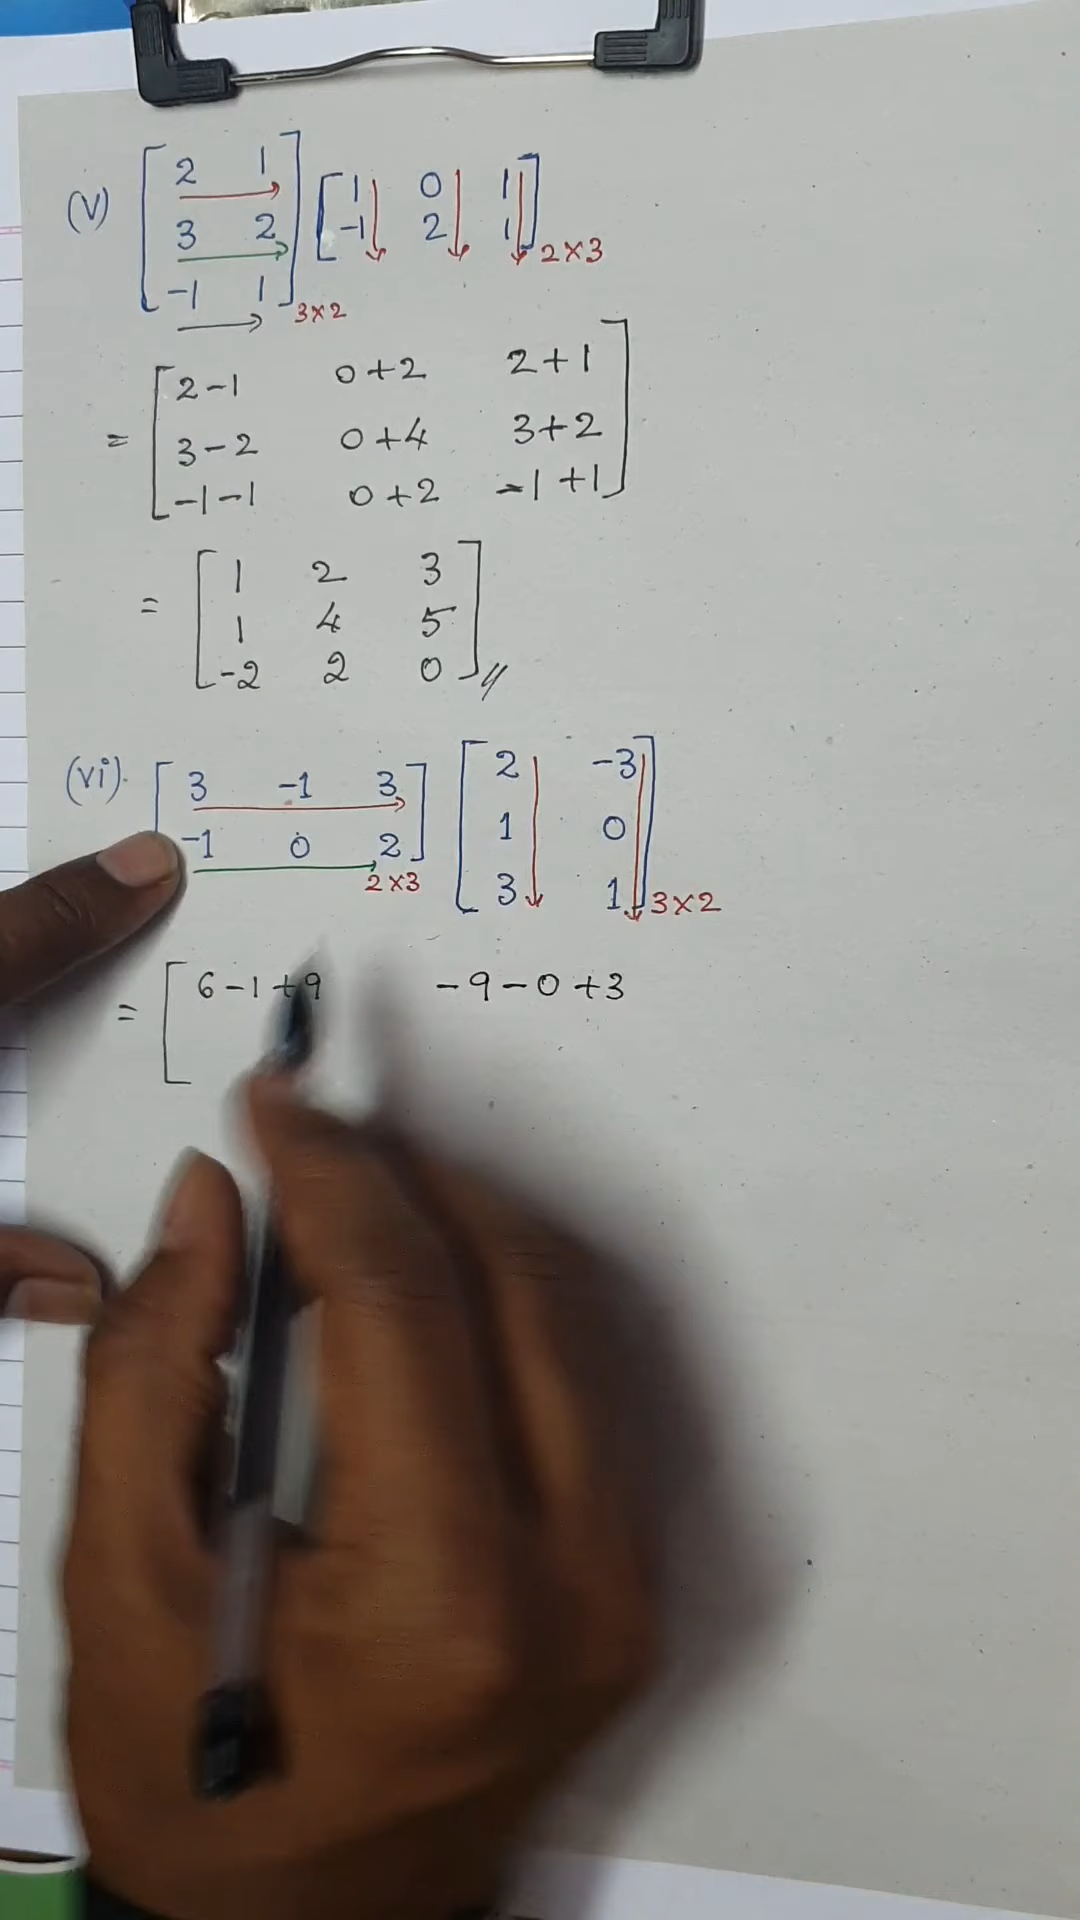 (V) [ 2 1 ] [ 1 0 1 ]
3 2 -1 2 1 2×3
-1 1 3×2
= [ 2-1 0+2 2+1 ]
3-2 0+4 3+2
-1-1 0+2 -1+1
= [ 1 2 3 ]
1 4 5
-2 2 0
(vi). [ 3 -1 3 ] [ 2 -3 ]
-1 0 2 1 0
2×3 3 1 3×2
= [ 6-1+9 -9-0+3